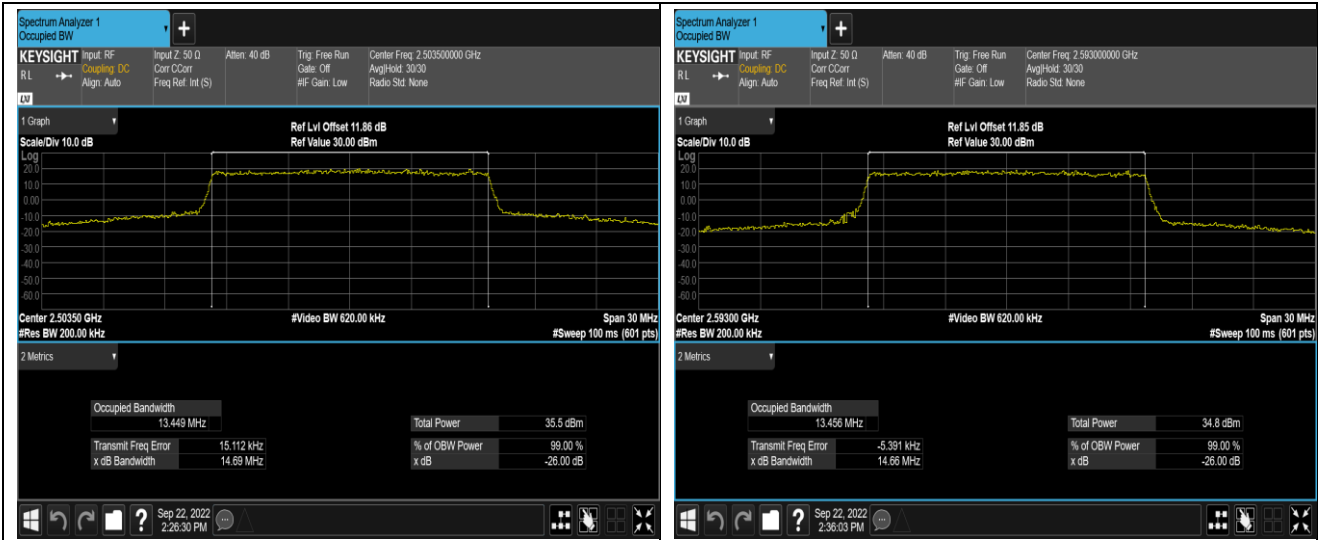 Spectrum Analyzer 1
Occupied BW
+
KEYSIGHT Input: RF Input Z: 50 Ω Atten: 40 dB Trig: Free Run Center Freq: 2.503500000 GHz
Coupling: DC Corr CCorr Gate: Off Avg|Hold: 30/30
RL Align: Auto Freq Ref: Int (S) #IF Gain: Low Radio Std: None
LXI
1 Graph
Ref Lvl Offset 11.86 dB
Scale/Div 10.0 dB Ref Value 30.00 dBm
Log
20.0
10.0
0.00
-10.0
-20.0
-30.0
-40.0
-50.0
-60.0
Center 2.50350 GHz #Video BW 620.00 kHz Span 30 MHz
#Res BW 200.00 kHz #Sweep 100 ms (601 pts)
2 Metrics
Occupied Bandwidth
13.449 MHz Total Power 35.5 dBm
Transmit Freq Error 15.112 kHz % of OBW Power 99.00 %
x dB Bandwidth 14.69 MHz x dB -26.00 dB
? Sep 22, 2022
2:26:30 PM
Spectrum Analyzer 1
Occupied BW
+
KEYSIGHT Input: RF Input Z: 50 Ω Atten: 40 dB Trig: Free Run Center Freq: 2.593000000 GHz
Coupling: DC Corr CCorr Gate: Off Avg|Hold: 30/30
RL Align: Auto Freq Ref: Int (S) #IF Gain: Low Radio Std: None
LXI
1 Graph
Ref Lvl Offset 11.85 dB
Scale/Div 10.0 dB Ref Value 30.00 dBm
Log
20.0
10.0
0.00
-10.0
-20.0
-30.0
-40.0
-50.0
-60.0
Center 2.59300 GHz #Video BW 620.00 kHz Span 30 MHz
#Res BW 200.00 kHz #Sweep 100 ms (601 pts)
2 Metrics
Occupied Bandwidth
13.456 MHz Total Power 34.8 dBm
Transmit Freq Error -5.391 kHz % of OBW Power 99.00 %
x dB Bandwidth 14.66 MHz x dB -26.00 dB
? Sep 22, 2022
2:36:03 PM